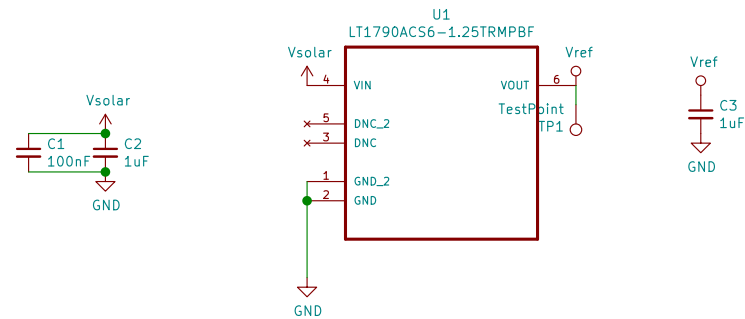 U1
LT1790ACS6-1.25TRMPBF
Vsolar
Vref
4
VIN
VOUT
6
Vref
Vsolar
TestPoint
TP1
C3
1uF
5
DNC_2
3
DNC
C1
100nF
C2
1uF
GND
1
GND_2
2
GND
GND
GND